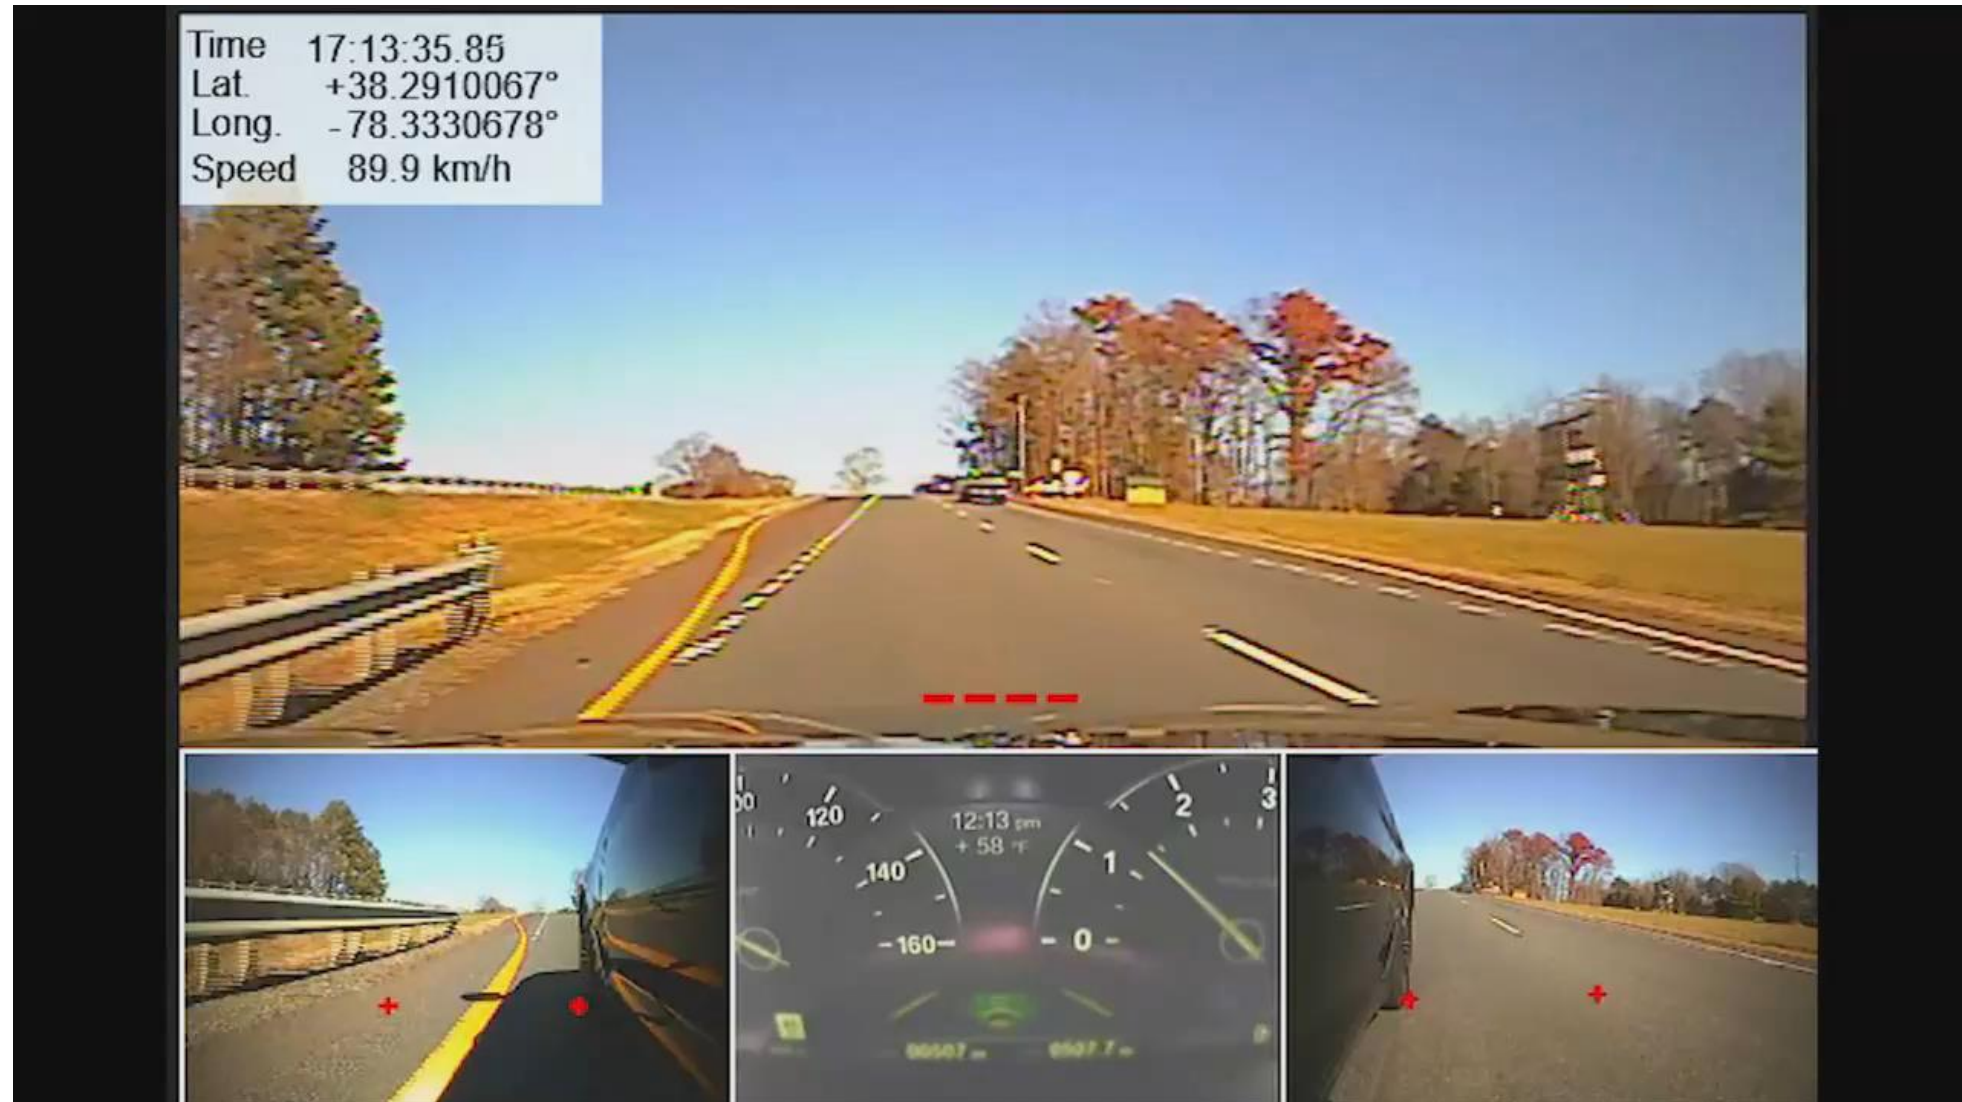 Time 17:13:35.85
Lat. +38.2910067°
Long. -78.3330678°
Speed 89.9 km/h
120
2
3
12:13 pm
+ 58 °F
140
1
160
0